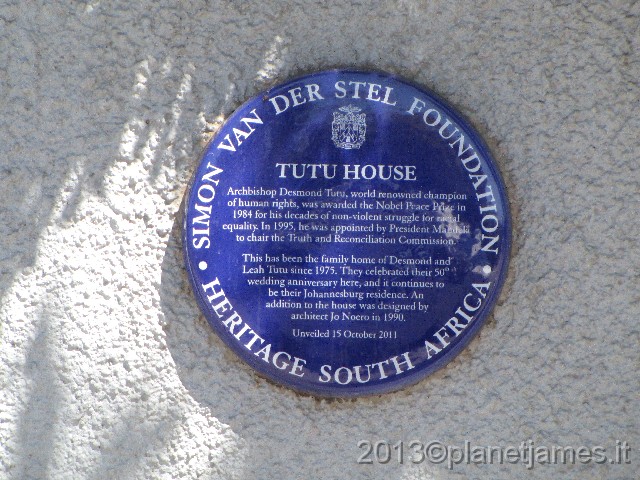 SIMON VAN DER STEL FOUNDATION
TUTU HOUSE
Archbishop Desmond Tutu, world renowned champion
of human rights, was awarded the Nobel Peace Prize in
1984 for his decades of non-violent struggle for racial
equality. In 1995, he was appointed by President Mandela
to chair the Truth and Reconciliation Commission.
This has been the family home of Desmond and
Leah Tutu since 1975. They celebrated their 50th
wedding anniversary here, and it continues to
be their Johannesburg residence. An
addition to the house was designed by
architect Jo Noero in 1990.
Unveiled 15 October 2011
• HERITAGE SOUTH AFRICA •
2013©planetjames.it